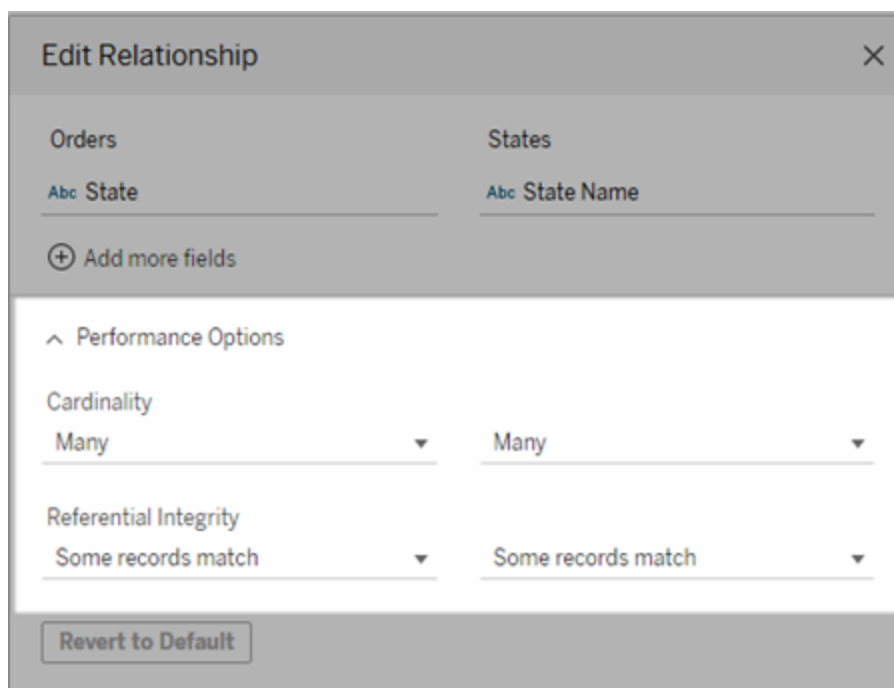 Edit Relationship
Orders States
Abc State Abc State Name
Add more fields
Performance Options
Cardinality
Many Many
Referential Integrity
Some records match Some records match
Revert to Default